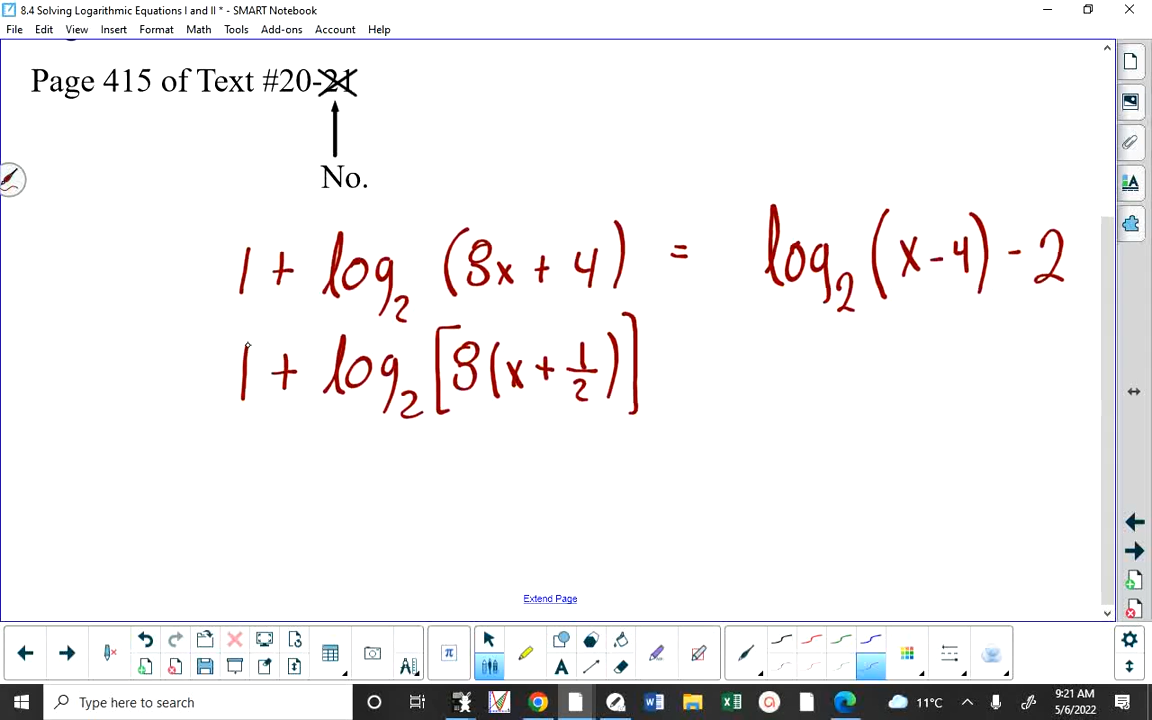 8.4 Solving Logarithmic Equations I and II * - SMART Notebook
File Edit View Insert Format Math Tools Add-ons Account Help
Page 415 of Text #20-21
No.
1 + log₂ (8x + 4) = log₂ (x - 4) - 2
1 + log₂ [8(x + 1/2)]
Extend Page
π
A
Type here to search
11°C
9:21 AM
5/6/2022